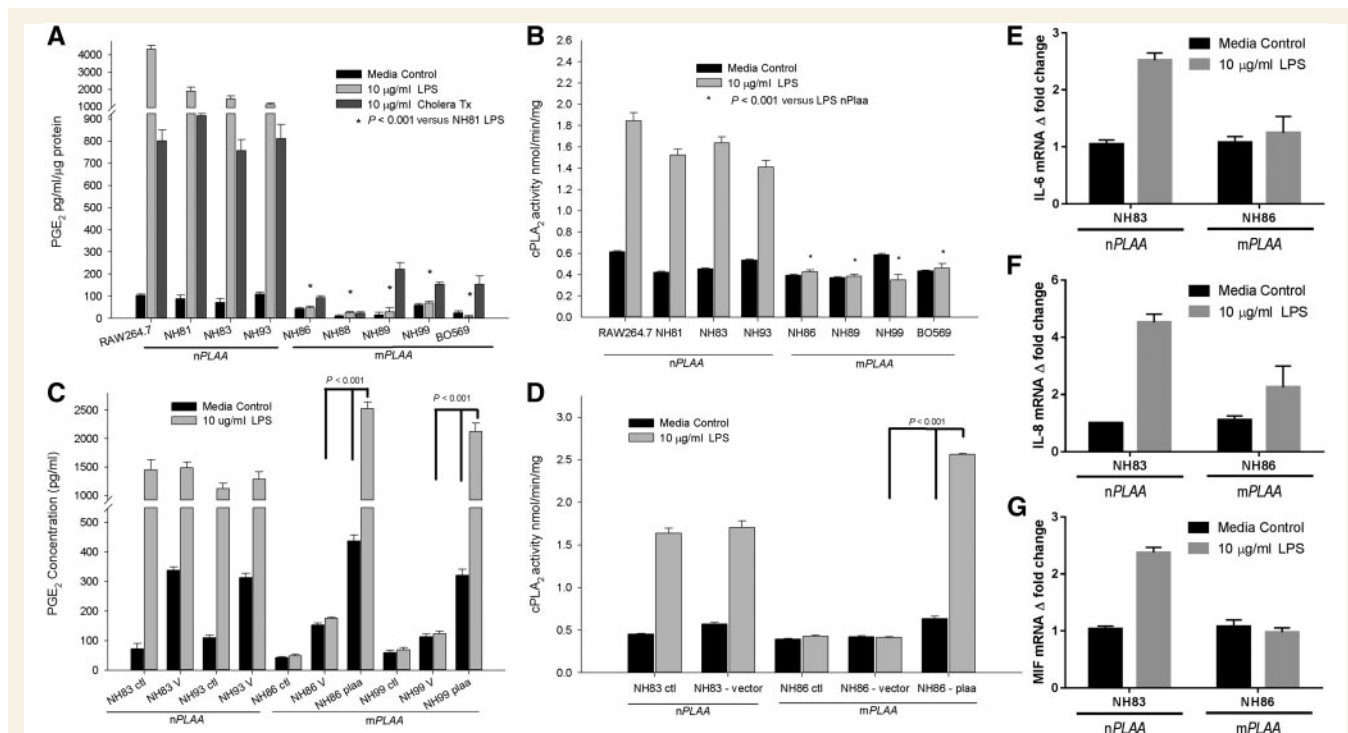 A
PGE2 pg/ml/μg protein
4000
3000
2000
1000
900
800
700
600
500
400
300
200
100
0
Media Control
10 μg/ml LPS
10 μg/ml Cholera Tx
* P < 0.001 versus NH81 LPS
* * * * *
RAW264.7 NH81 NH83 NH93 NH86 NH88 NH89 NH99 BO569
nPLAA mPLAA
B
cPLA2 activity nmol/min/mg
2.0
1.8
1.6
1.4
1.2
1.0
0.8
0.6
0.4
0.2
0.0
Media Control
10 μg/ml LPS
* P < 0.001 versus LPS nPlaa
* * * *
RAW264.7 NH81 NH83 NH93 NH86 NH89 NH99 BO569
nPLAA mPLAA
C
PGE2 Concentration (pg/ml)
2500
2000
1500
1000
500
400
300
200
100
0
Media Control
10 ug/ml LPS
P < 0.001
P < 0.001
NH83 ctl NH83 V NH93 ctl NH93 V NH86 ctl NH86 V NH86 plaa NH99 ctl NH99 V NH99 plaa
nPLAA mPLAA
D
cPLA2 activity nmol/min/mg
3.0
2.5
2.0
1.5
1.0
0.5
0.0
Media Control
10 μg/ml LPS
P < 0.001
NH83 ctl NH83 - vector NH86 ctl NH86 - vector NH86 - plaa
nPLAA mPLAA
E
IL-6 mRNA Δ fold change
3
2
1
0
Media Control
10 μg/ml LPS
NH83 NH86
nPLAA mPLAA
F
IL-8 mRNA Δ fold change
6
4
2
0
Media Control
10 μg/ml LPS
NH83 NH86
nPLAA mPLAA
G
MIF mRNA Δ fold change
3
2
1
0
Media Control
10 μg/ml LPS
NH83 NH86
nPLAA mPLAA